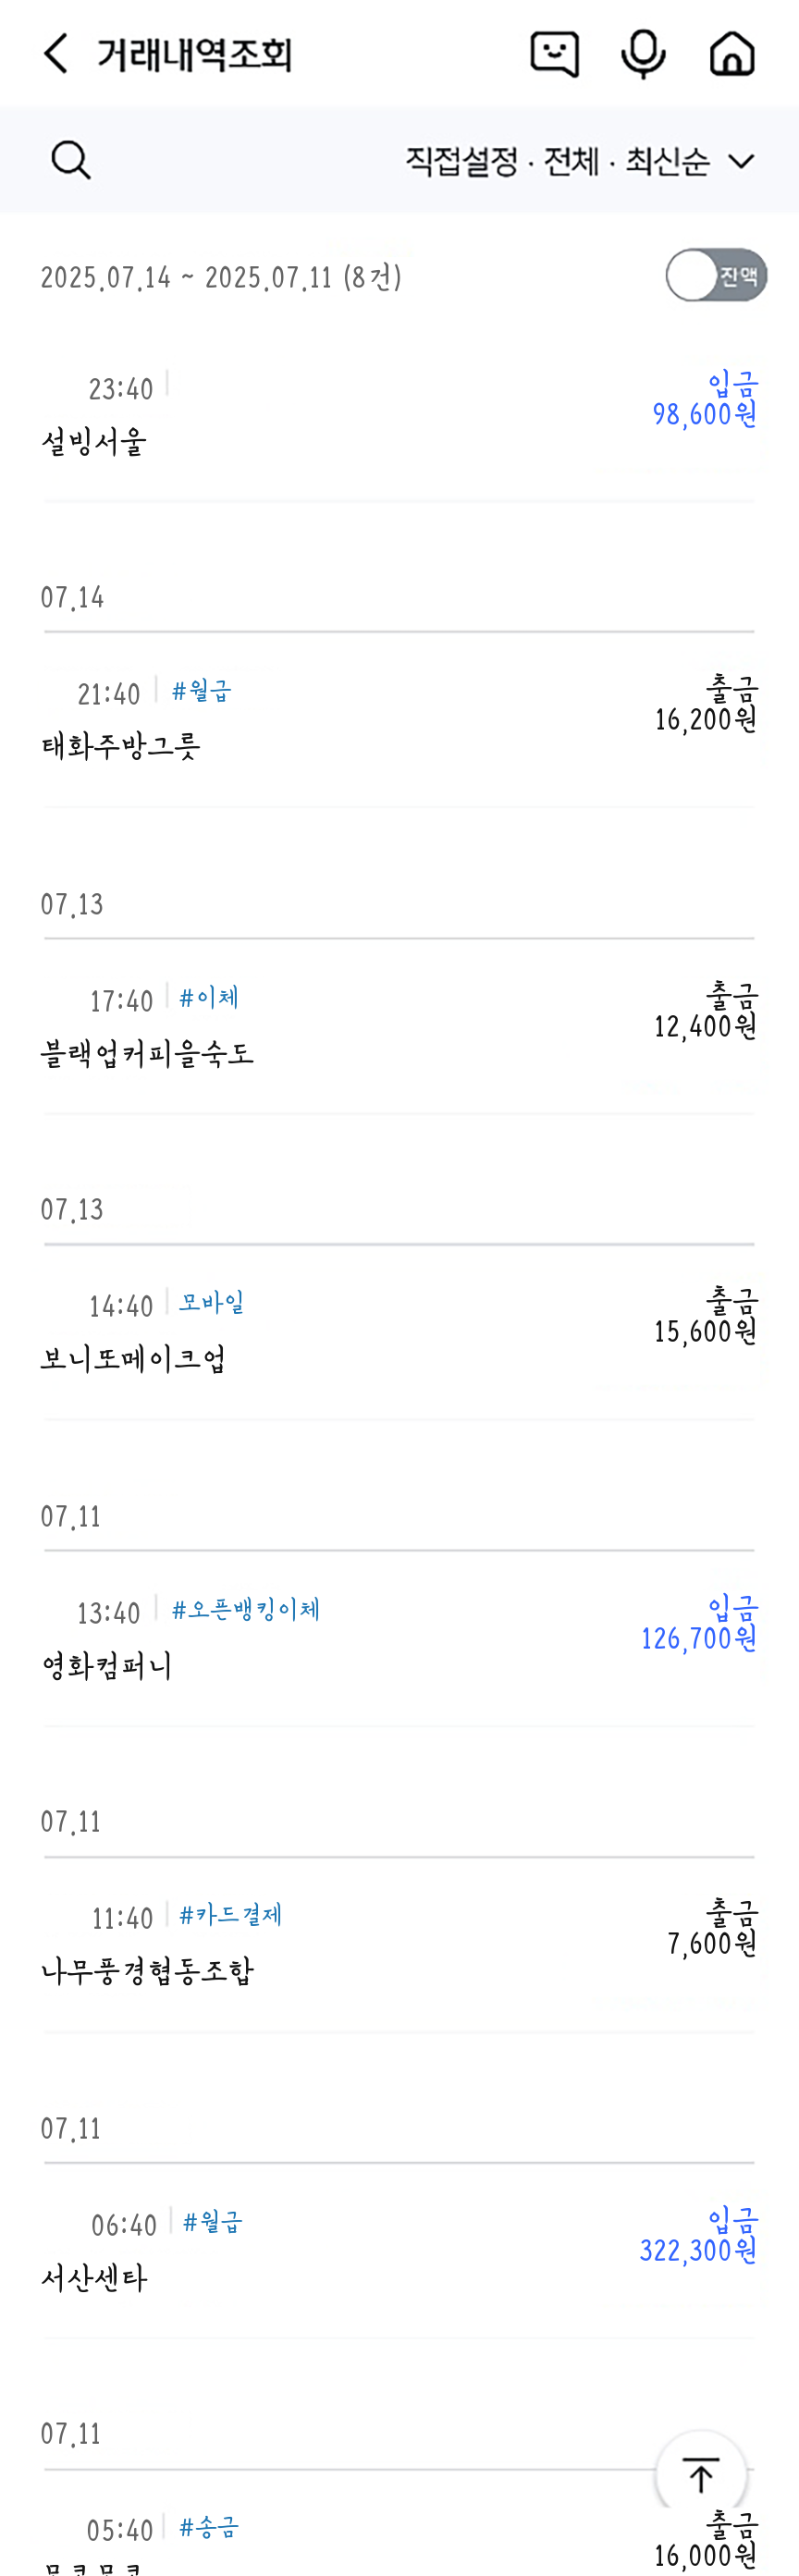 거래내역조회
직접설정 · 전체 · 최신순
2025.07.14 ~ 2025.07.11 (8건)
잔액
23:40
입금
98,600원
설빙서울
07.14
21:40 #월급
출금
16,200원
태화주방그릇
07.13
17:40 #이체
출금
12,400원
블랙업커피을숙도
07.13
14:40 모바일
출금
15,600원
보니또메이크업
07.11
13:40 #오픈뱅킹이체
입금
126,700원
영화컴퍼니
07.11
11:40 #카드결제
출금
7,600원
나무풍경협동조합
07.11
06:40 #월급
입금
322,300원
서산센타
07.11
05:40 #송금
출금
16,000원